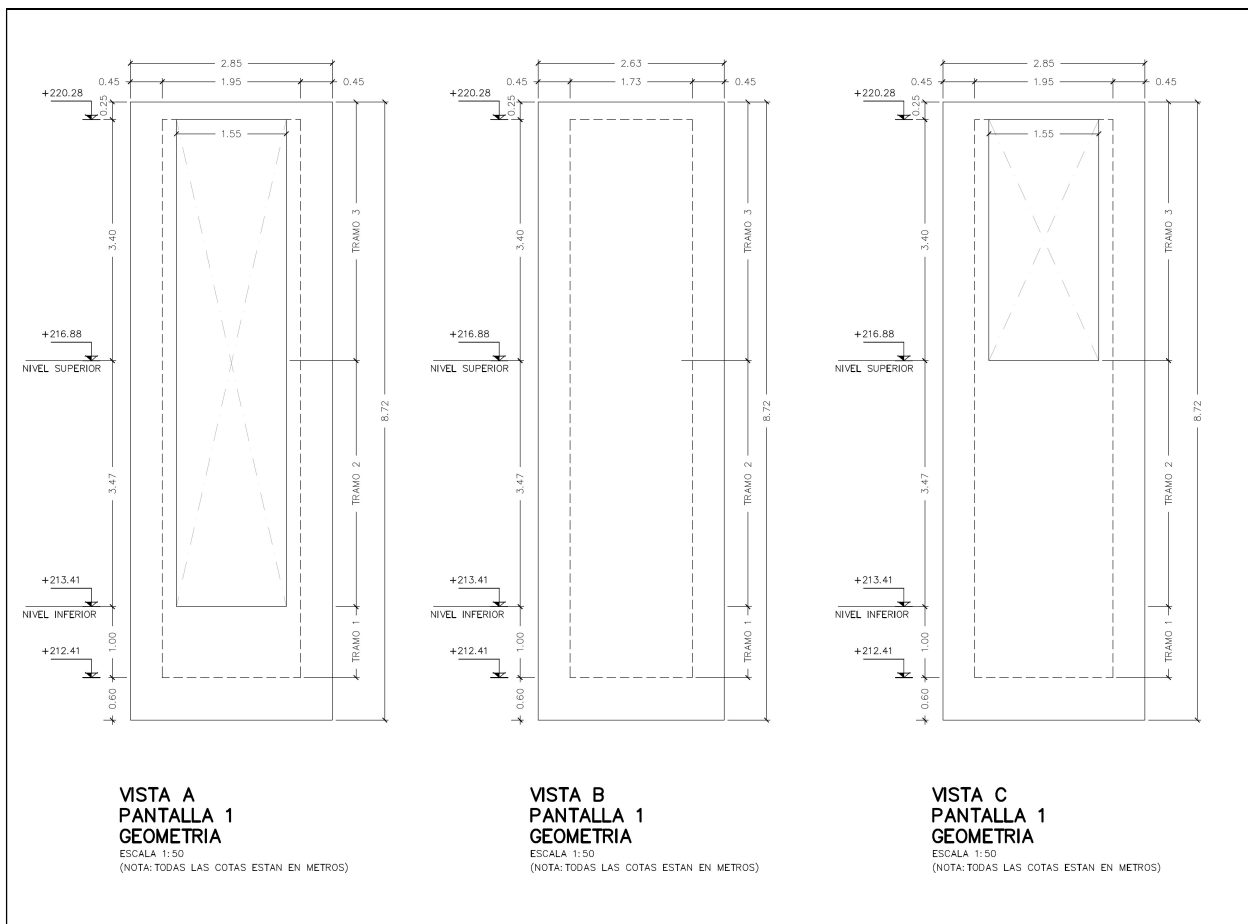 2.85
0.45
1.95
0.45
+220.28
0.25
1.55
3.40
TRAMO 3
+216.88
NIVEL SUPERIOR
8.72
3.47
TRAMO 2
+213.41
NIVEL INFERIOR
1.00
TRAMO 1
+212.41
0.60
VISTA A
PANTALLA 1
GEOMETRIA
ESCALA 1:50
(NOTA: TODAS LAS COTAS ESTAN EN METROS)
2.63
0.45
1.73
0.45
+220.28
0.25
3.40
TRAMO 3
+216.88
NIVEL SUPERIOR
8.72
3.47
TRAMO 2
+213.41
NIVEL INFERIOR
1.00
TRAMO 1
+212.41
0.60
VISTA B
PANTALLA 1
GEOMETRIA
ESCALA 1:50
(NOTA: TODAS LAS COTAS ESTAN EN METROS)
2.85
0.45
1.95
0.45
+220.28
0.25
1.55
3.40
TRAMO 3
+216.88
NIVEL SUPERIOR
8.72
3.47
TRAMO 2
+213.41
NIVEL INFERIOR
1.00
TRAMO 1
+212.41
0.60
VISTA C
PANTALLA 1
GEOMETRIA
ESCALA 1:50
(NOTA: TODAS LAS COTAS ESTAN EN METROS)